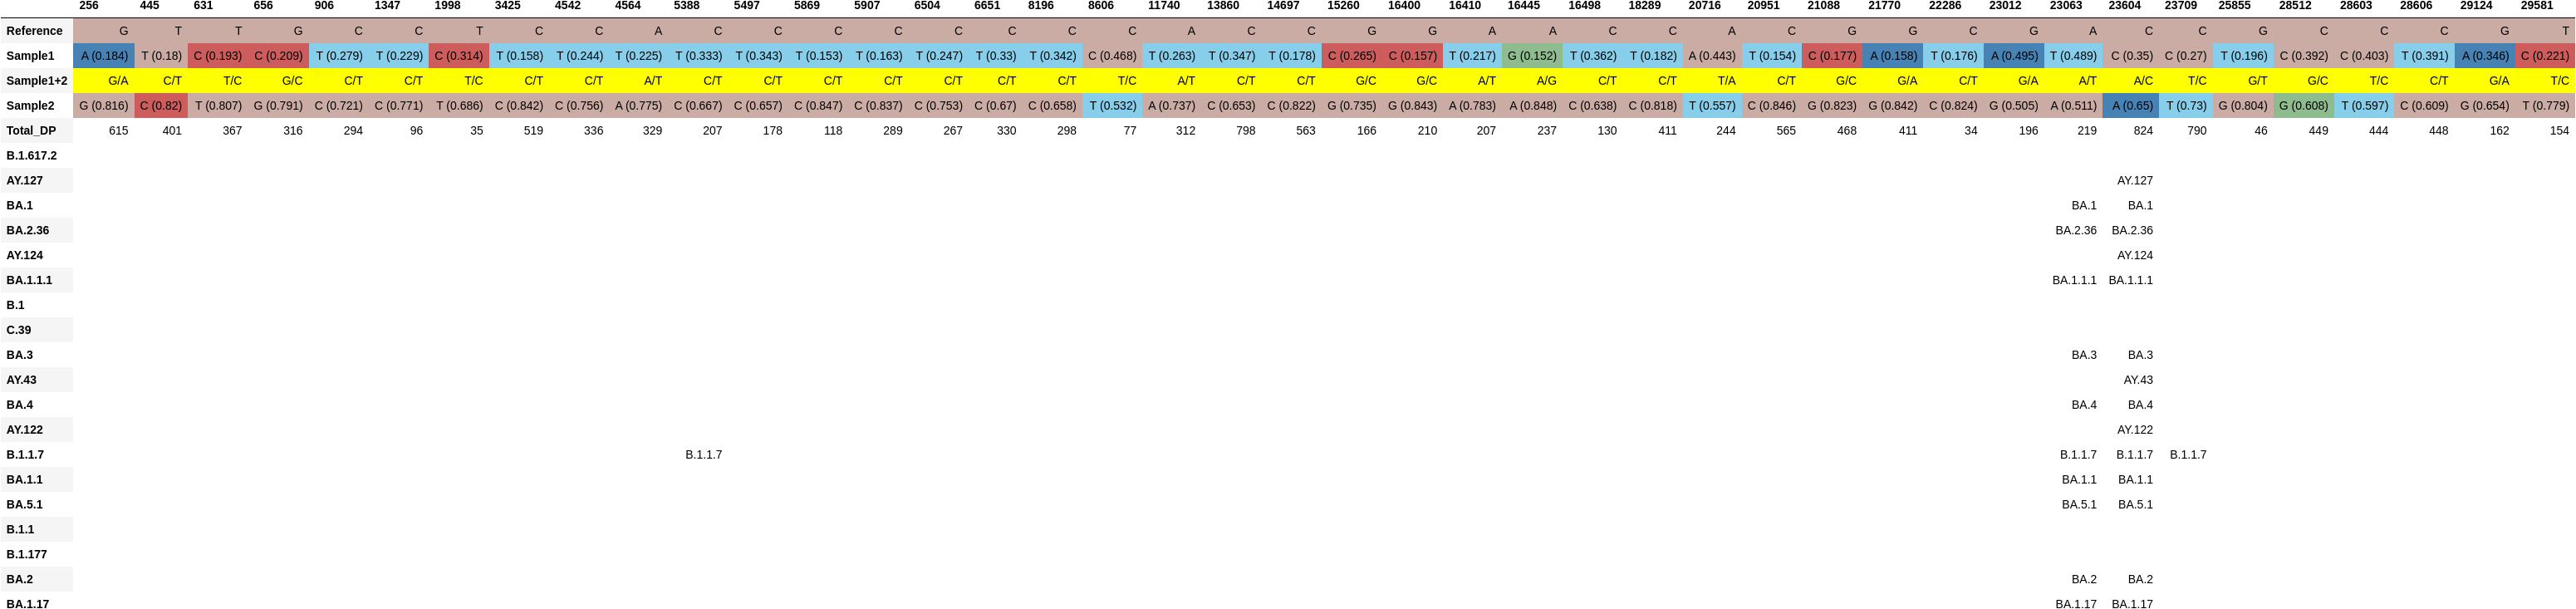 256 445 631 656 906 1347 1998 3425 4542 4564 5388 5497 5869 5907 6504 6651 8196 8606 11740 13860 14697 15260 16400 16410 16445 16498 18289 20716 20951 21088 21770 22286 23012 23063 23604 23709 25855 28512 28603 28606 29124 29581
Reference G T T G C C T C C A C C C C C C C C A C C G G A A C C A C G G C G A C C G C C C G T
Sample1 A (0.184) T (0.18) C (0.193) C (0.209) T (0.279) T (0.229) C (0.314) T (0.158) T (0.244) T (0.225) T (0.333) T (0.343) T (0.153) T (0.163) T (0.247) T (0.33) T (0.342) C (0.468) T (0.263) T (0.347) T (0.178) C (0.265) C (0.157) T (0.217) G (0.152) T (0.362) T (0.182) A (0.443) T (0.154) C (0.177) A (0.158) T (0.176) A (0.495) T (0.489) C (0.35) C (0.27) T (0.196) C (0.392) C (0.403) T (0.391) A (0.346) C (0.221)
Sample1+2 G/A C/T T/C G/C C/T C/T T/C C/T C/T A/T C/T C/T C/T C/T C/T C/T C/T T/C A/T C/T C/T G/C G/C A/T A/G C/T C/T T/A C/T G/C G/A C/T G/A A/T A/C T/C G/T G/C T/C C/T G/A T/C
Sample2 G (0.816) C (0.82) T (0.807) G (0.791) C (0.721) C (0.771) T (0.686) C (0.842) C (0.756) A (0.775) C (0.667) C (0.657) C (0.847) C (0.837) C (0.753) C (0.67) C (0.658) T (0.532) A (0.737) C (0.653) C (0.822) G (0.735) G (0.843) A (0.783) A (0.848) C (0.638) C (0.818) T (0.557) C (0.846) G (0.823) G (0.842) C (0.824) G (0.505) A (0.511) A (0.65) T (0.73) G (0.804) G (0.608) T (0.597) C (0.609) G (0.654) T (0.779)
Total_DP 615 401 367 316 294 96 35 519 336 329 207 178 118 289 267 330 298 77 312 798 563 166 210 207 237 130 411 244 565 468 411 34 196 219 824 790 46 449 444 448 162 154
B.1.617.2
AY.127 AY.127
BA.1 BA.1 BA.1
BA.2.36 BA.2.36 BA.2.36
AY.124 AY.124
BA.1.1.1 BA.1.1.1 BA.1.1.1
B.1
C.39
BA.3 BA.3 BA.3
AY.43 AY.43
BA.4 BA.4 BA.4
AY.122 AY.122
B.1.1.7 B.1.1.7 B.1.1.7 B.1.1.7 B.1.1.7
BA.1.1 BA.1.1 BA.1.1
BA.5.1 BA.5.1 BA.5.1
B.1.1
B.1.177
BA.2 BA.2 BA.2
BA.1.17 BA.1.17 BA.1.17